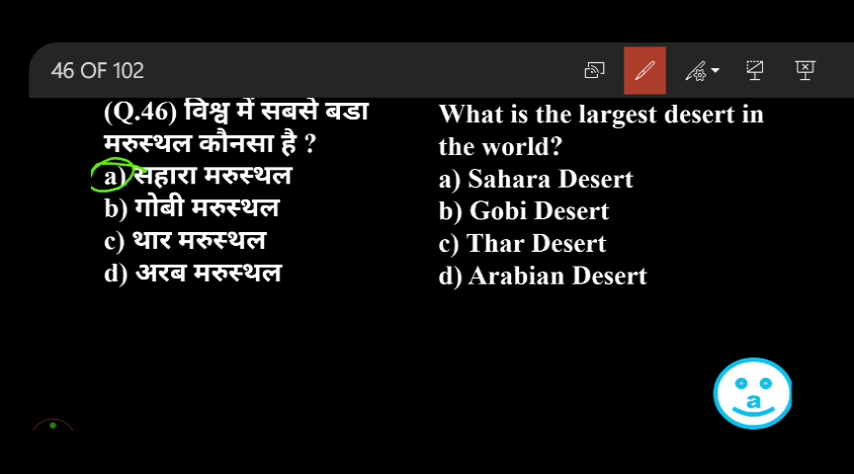 46 OF 102
(Q.46) विश्व में सबसे बडा
मरुस्थल कौनसा है ?
a) सहारा मरुस्थल
b) गोबी मरुस्थल
c) थार मरुस्थल
d) अरब मरुस्थल
What is the largest desert in
the world?
a) Sahara Desert
b) Gobi Desert
c) Thar Desert
d) Arabian Desert
a